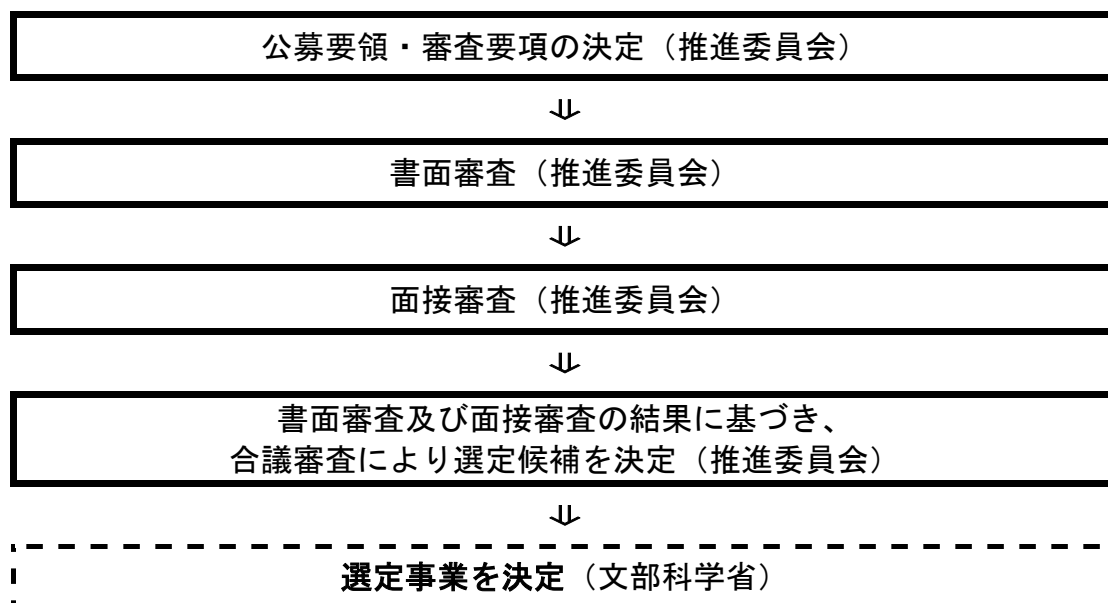 公募要領・審査要項の決定（推進委員会）
⇓
書面審査（推進委員会）
⇓
面接審査（推進委員会）
⇓
書面審査及び面接審査の結果に基づき、
合議審査により選定候補を決定（推進委員会）
⇓
選定事業を決定（文部科学省）